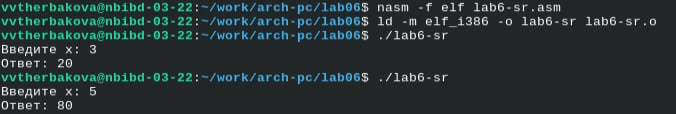 vvtherbakova@nbibd-03-22:~/work/arch-pc/lab06$ nasm -f elf lab6-sr.asm
vvtherbakova@nbibd-03-22:~/work/arch-pc/lab06$ ld -m elf_i386 -o lab6-sr lab6-sr.o
vvtherbakova@nbibd-03-22:~/work/arch-pc/lab06$ ./lab6-sr
Введите x: 3
Ответ: 20
vvtherbakova@nbibd-03-22:~/work/arch-pc/lab06$ ./lab6-sr
Введите x: 5
Ответ: 80